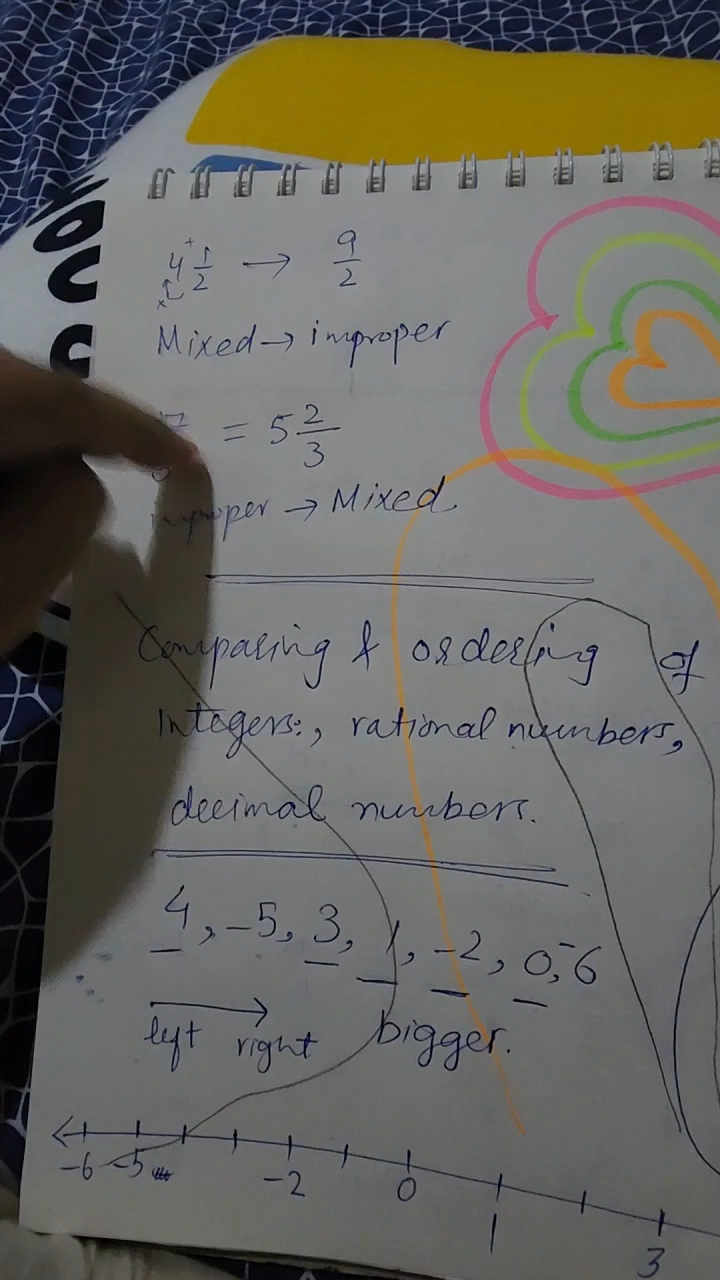 4 1/2 → 9/2
Mixed → improper
= 5 2/3
improper → Mixed
Comparing & ordering of
Integers:, rational numbers,
decimal numbers.
4, -5, 3, 1, -2, 0, -6
left right bigger.
-6 -5 -2 0 1 3